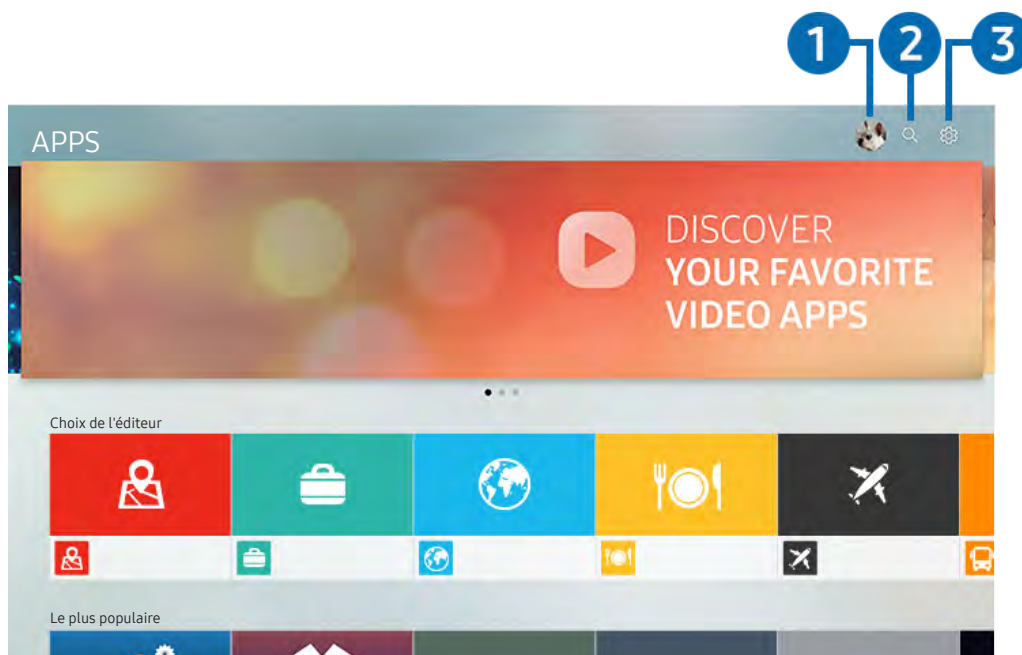 1 2 3
APPS
DISCOVER
YOUR FAVORITE
VIDEO APPS
Choix de l'éditeur
Le plus populaire